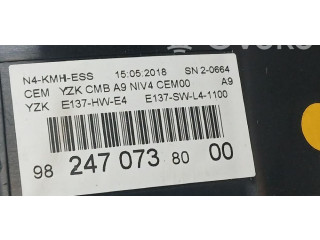 N4-KMH-ESS 15:05:2018 SN 2-0664
CEM YZK CMB A9 NIV4 CEM00 A9
YZK E137-HW-E4 E137-SW-L4-1100
98 247 073 80 00